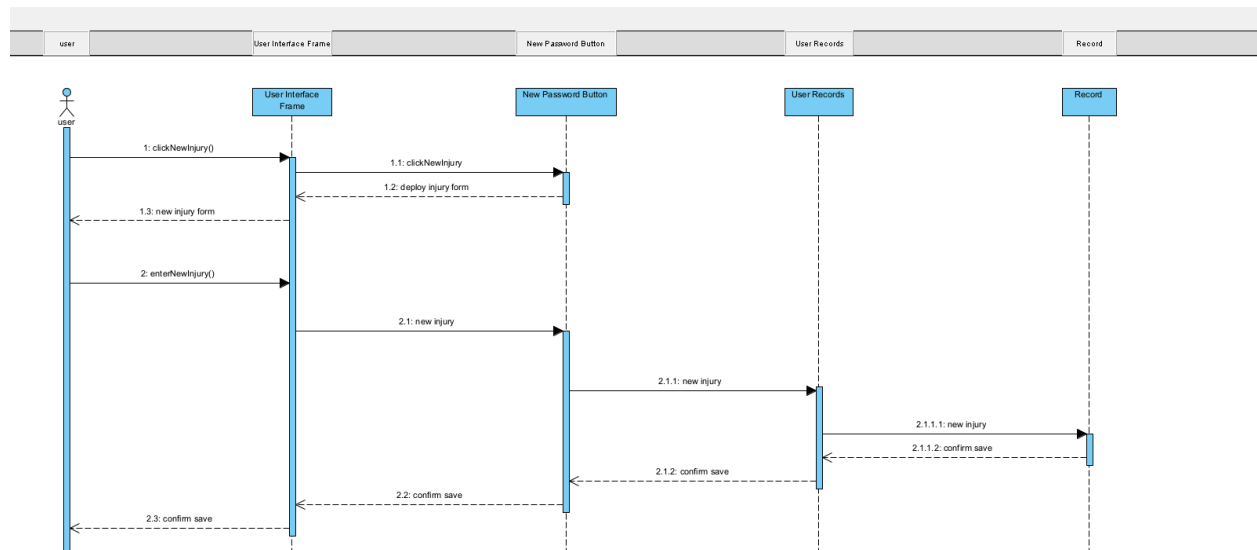 user
User Interface Frame
New Password Button
User Records
Record
User Interface
Frame
New Password Button
User Records
Record
user
1: clickNewInjury()
1.1: clickNewInjury
1.2: deploy injury form
1.3: new injury form
2: enterNewInjury()
2.1: new injury
2.1.1: new injury
2.1.1.1: new injury
2.1.1.2: confirm save
2.1.2: confirm save
2.2: confirm save
2.3: confirm save